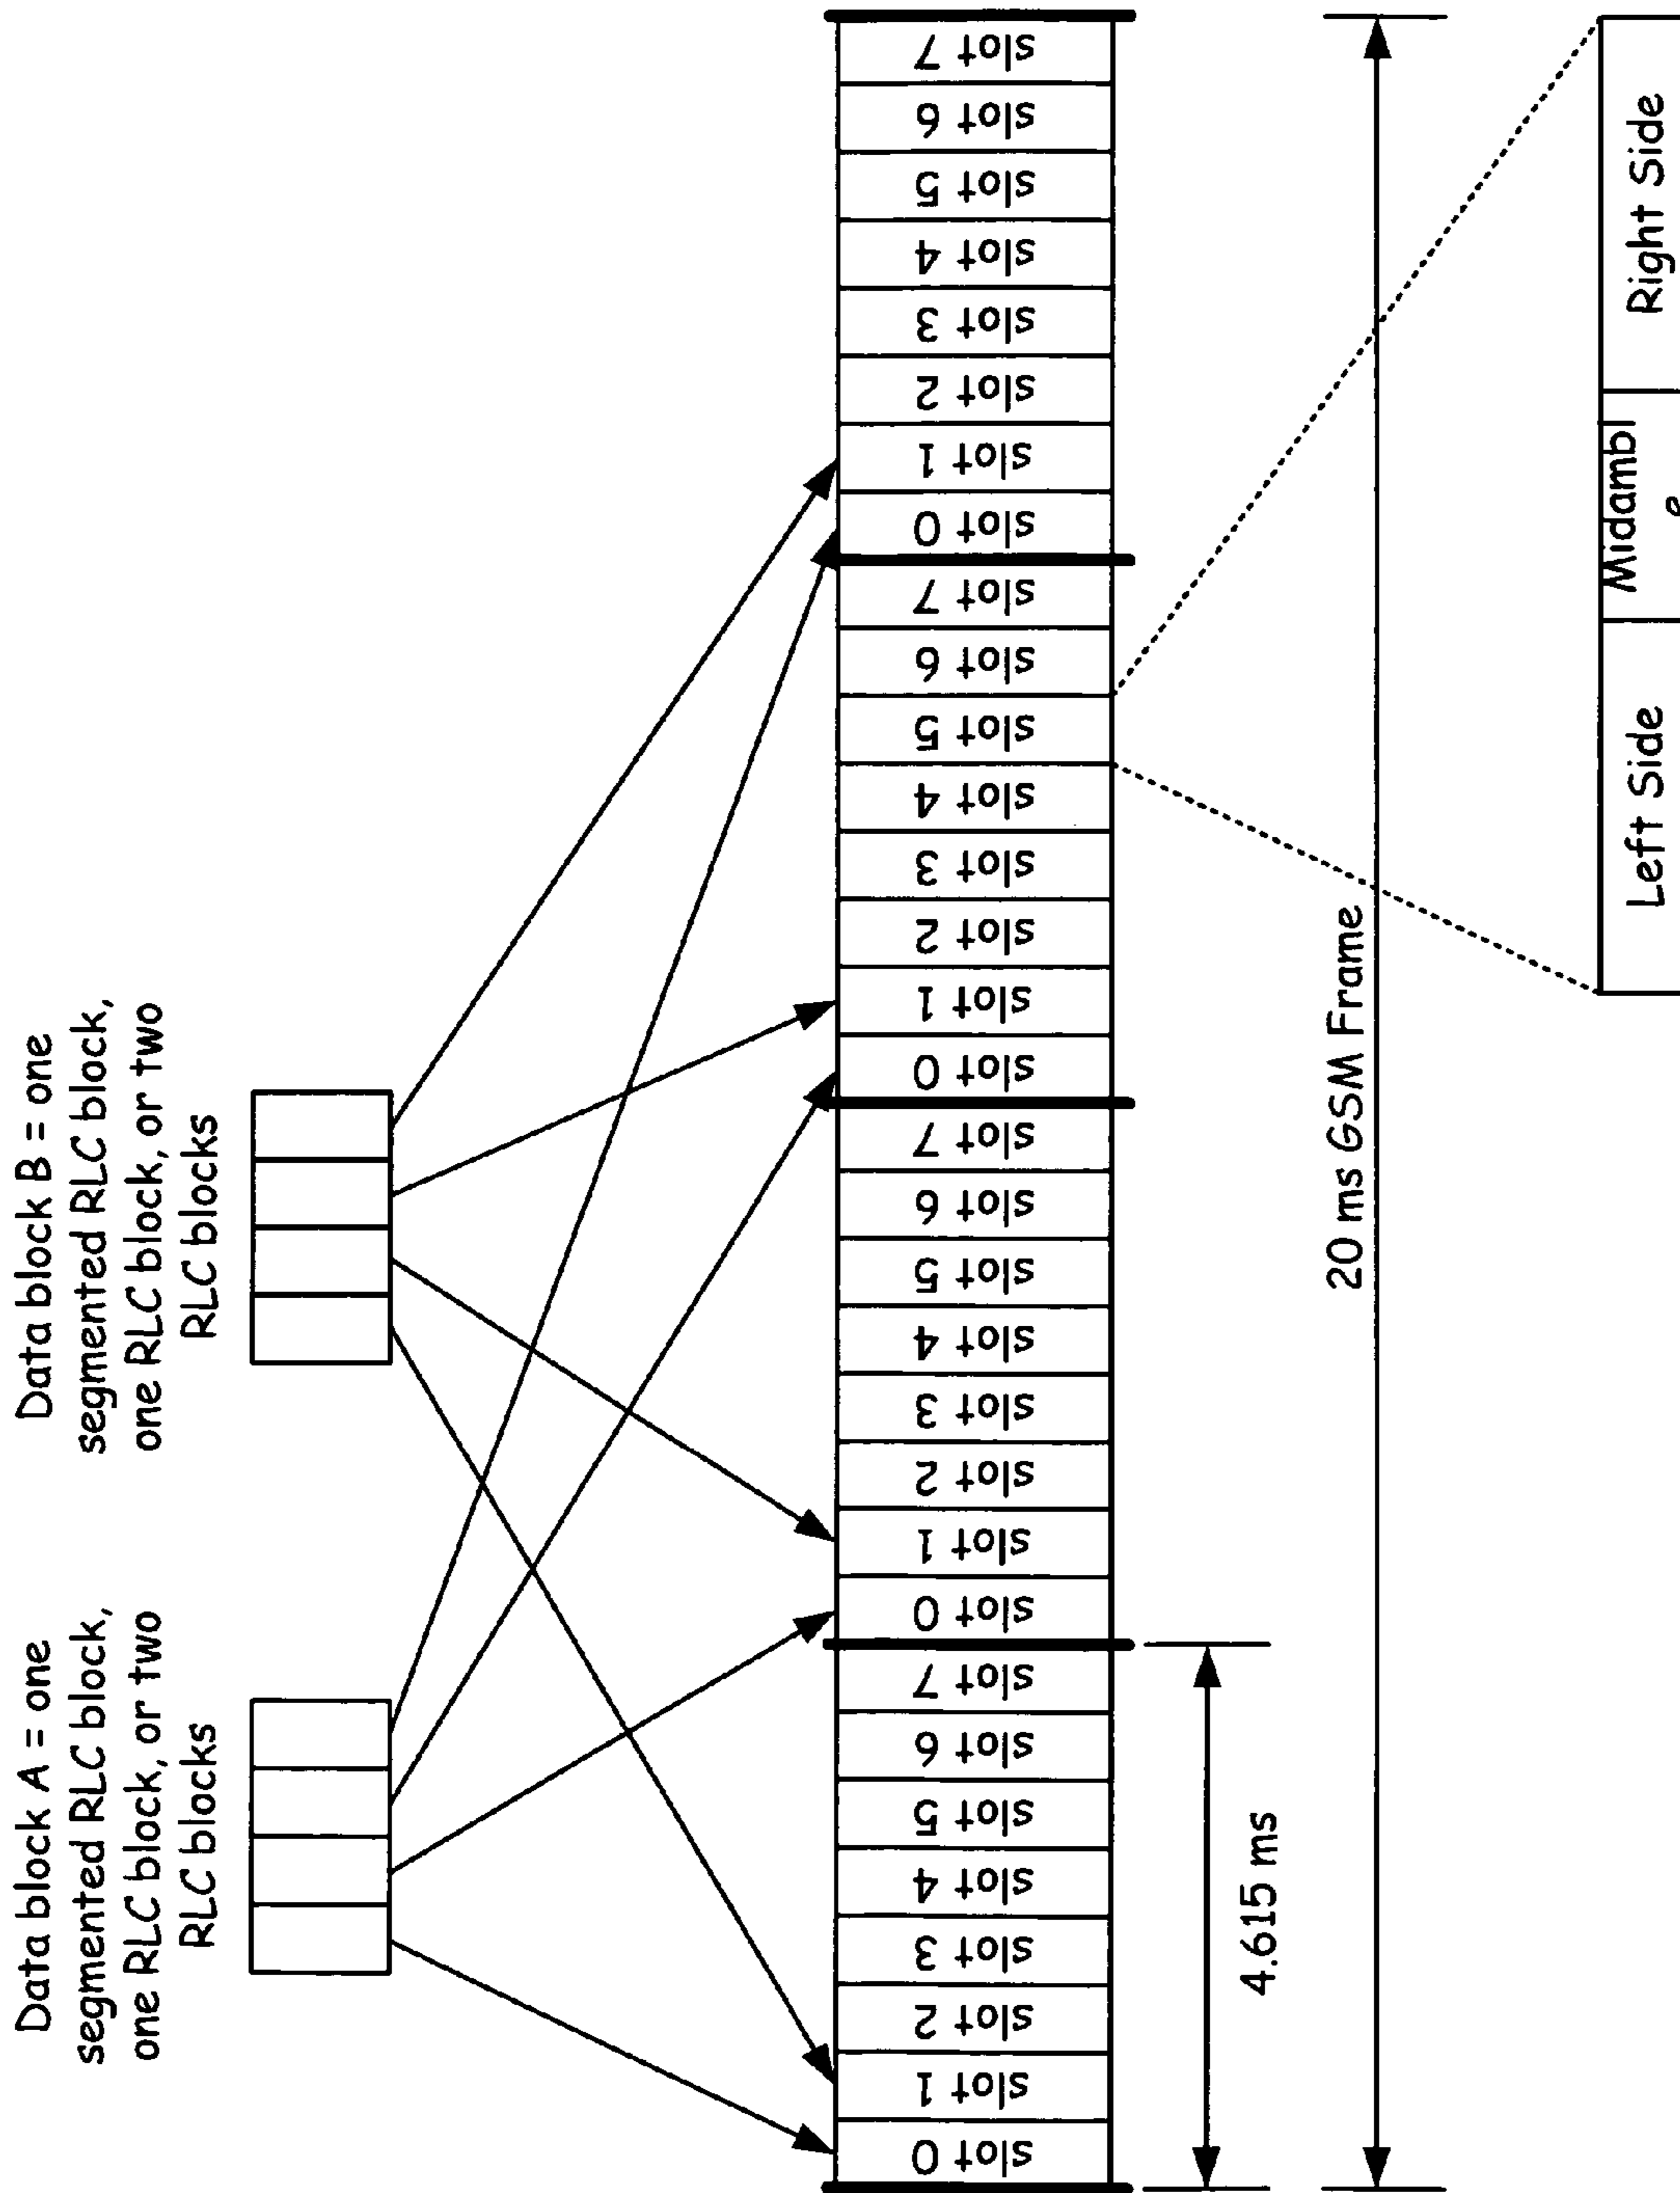 Data block A = one
segmented RLC block,
one RLC block, or two
RLC blocks
Data block B = one
segmented RLC block,
one RLC block, or two
RLC blocks
slot 0
slot 1
slot 2
slot 3
slot 4
slot 5
slot 6
slot 7
slot 0
slot 1
slot 2
slot 3
slot 4
slot 5
slot 6
slot 7
slot 0
slot 1
slot 2
slot 3
slot 4
slot 5
slot 6
slot 7
slot 0
slot 1
slot 2
slot 3
slot 4
slot 5
slot 6
slot 7
4.615 ms
20 ms GSM Frame
Left Side
Midambl
e
Right Side